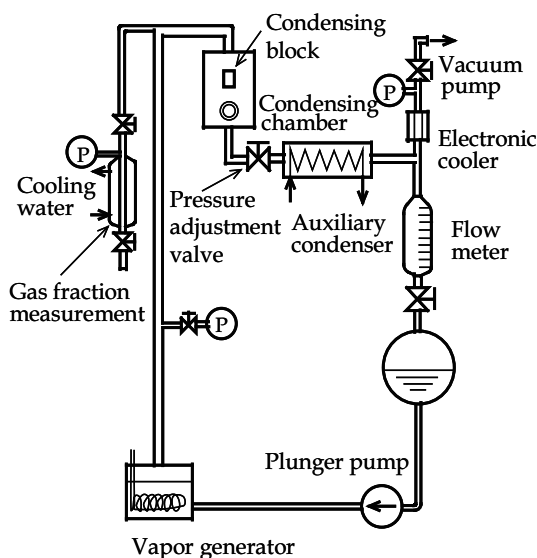 Condensing
block
P
Vacuum
pump
Condensing
chamber
P
Electronic
cooler
Cooling
water
Pressure
adjustment
valve
Auxiliary
condenser
Flow
meter
Gas fraction
measurement
P
Plunger pump
Vapor generator